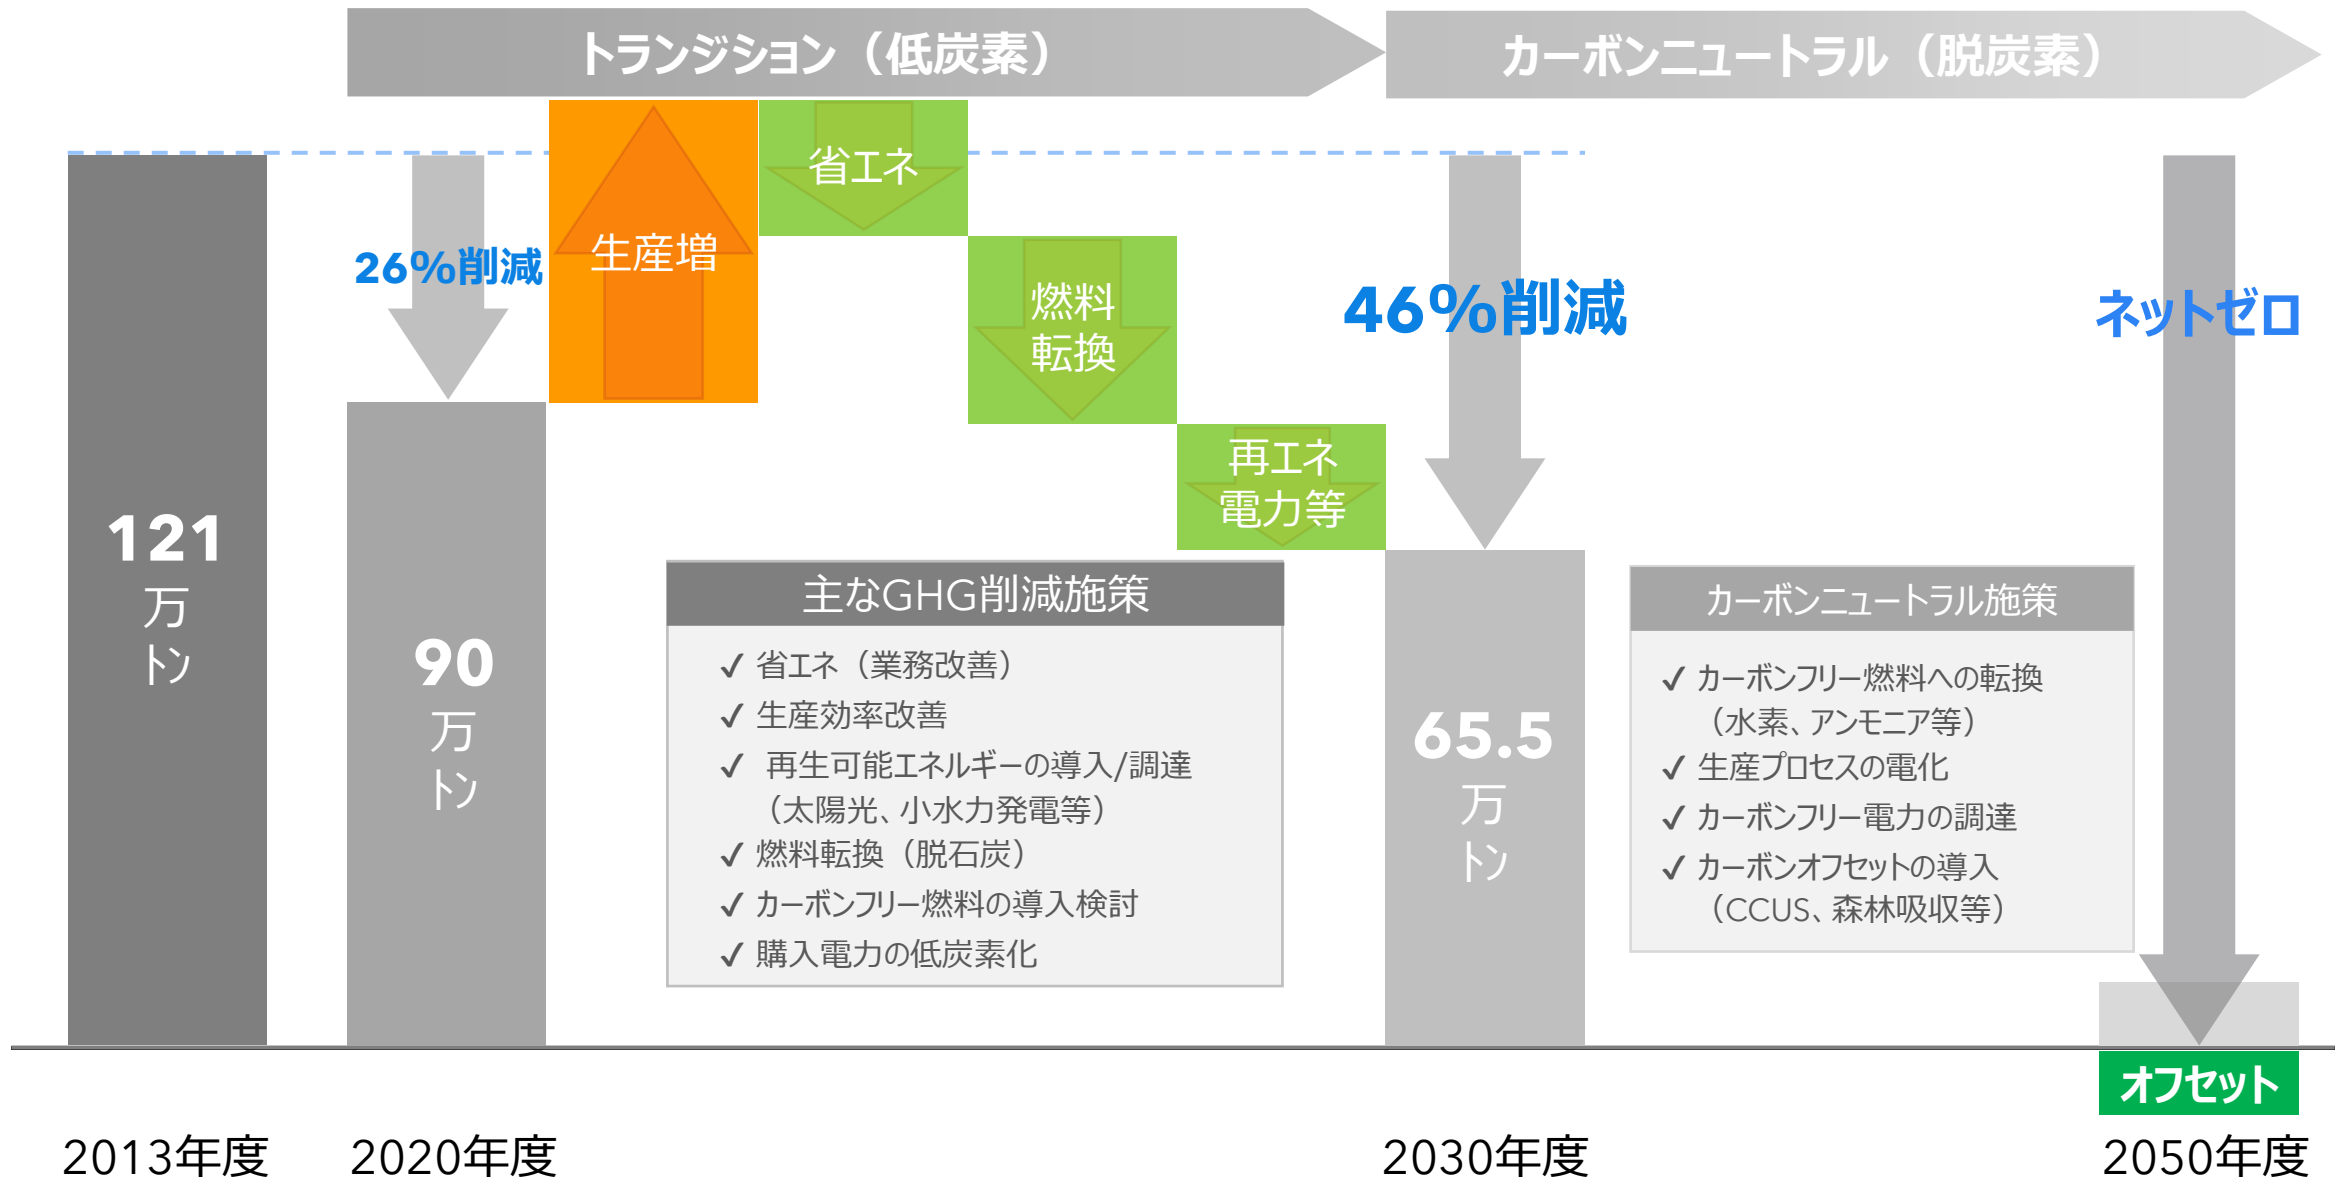 トランジション（低炭素）
カーボンニュートラル（脱炭素）
26%削減
生産増
省エネ
燃料
転換
再エネ
電力等
46%削減
ネットゼロ
121
万
トン
90
万
トン
65.5
万
トン
主なGHG削減施策
✓ 省エネ（業務改善）
✓ 生産効率改善
✓ 再生可能エネルギーの導入/調達
（太陽光、小水力発電等）
✓ 燃料転換（脱石炭）
✓ カーボンフリー燃料の導入検討
✓ 購入電力の低炭素化
カーボンニュートラル施策
✓ カーボンフリー燃料への転換
（水素、アンモニア等）
✓ 生産プロセスの電化
✓ カーボンフリー電力の調達
✓ カーボンオフセットの導入
（CCUS、森林吸収等）
オフセット
2013年度
2020年度
2030年度
2050年度